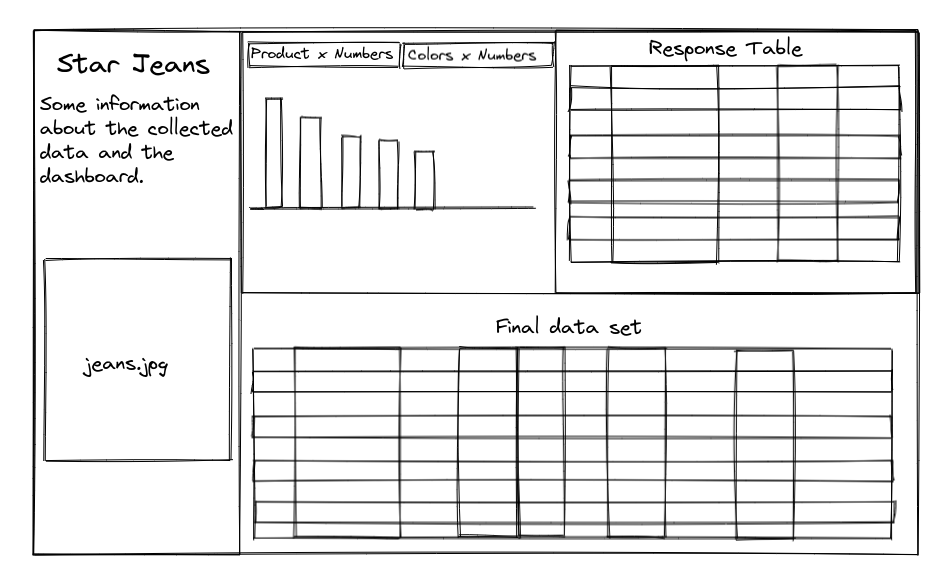 Star Jeans
Some information
about the collected
data and the
dashboard.
jeans.jpg
Product x Numbers
Colors x Numbers
Response Table
Final data set